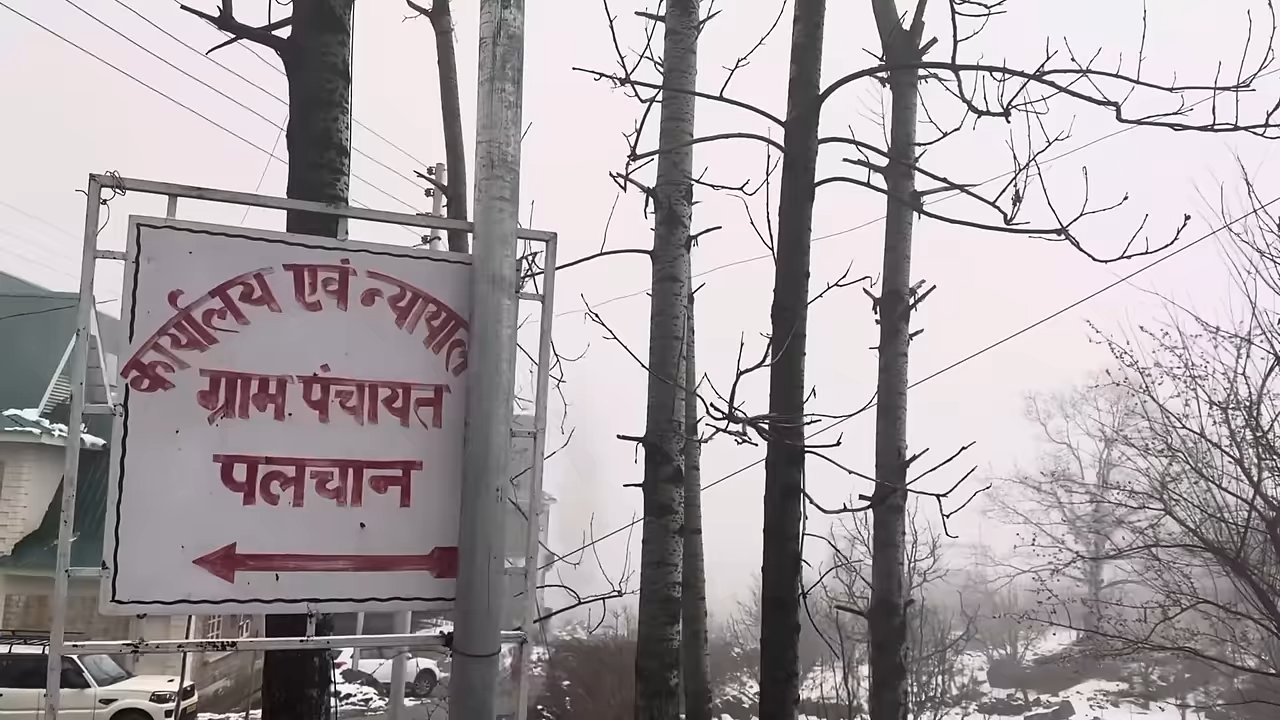 कार्यालय एवं न्यायाल
ग्राम पंचायत
पलचान